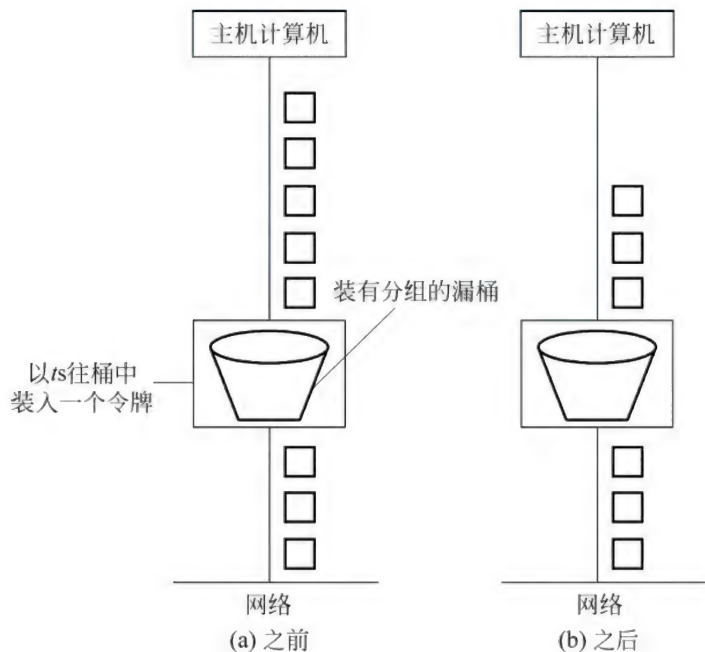 主机计算机
主机计算机
装有分组的漏桶
以ts往桶中
装入一个令牌
网络
网络
(a) 之前
(b) 之后